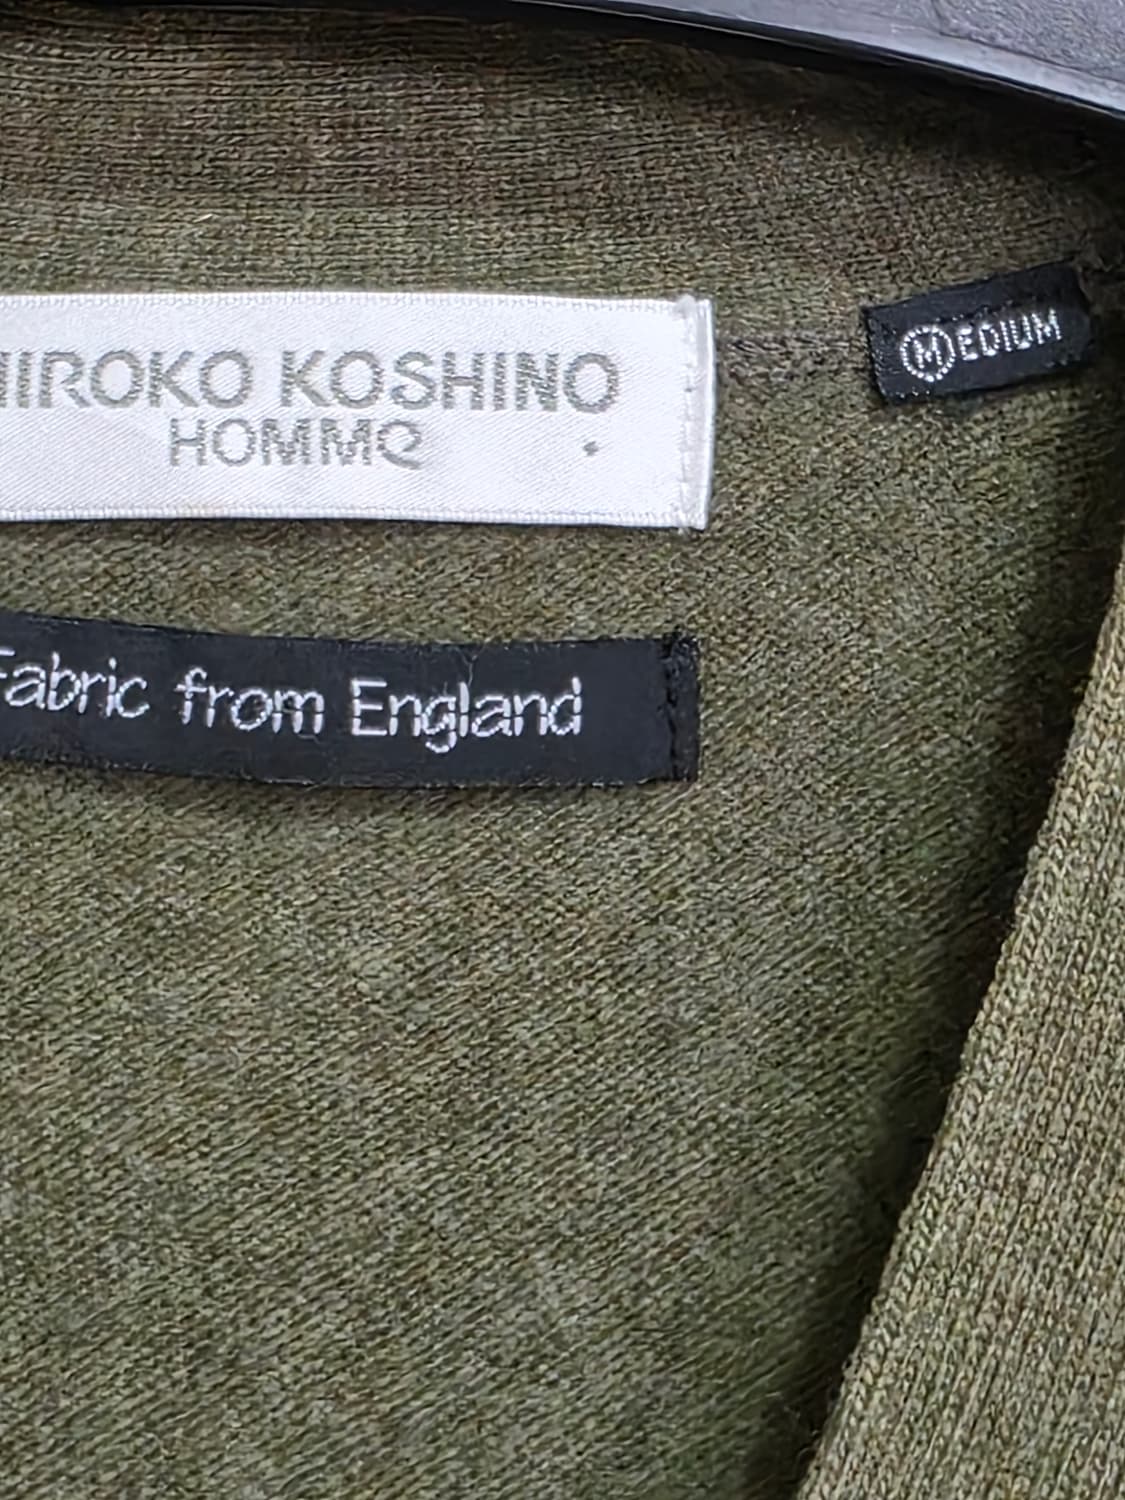 HIROKO KOSHINO
HOMME
MEDIUM
Fabric from England